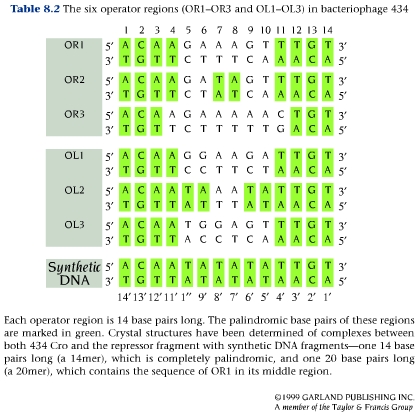 Table 8.2 The six operator regions (OR1–OR3 and OL1–OL3) in bacteriophage 434
1 2 3 4 5 6 7 8 9 10 11 12 13 14
OR1 5′ A C A A G A A A G T T T G T 3′
3′ T G T T C T T T C A A A C A 5′
OR2 5′ A C A A G A T A C A T T G T 3′
3′ T G T T C T A T G T A A C A 5′
OR3 5′ A C A A G A A A A A C T G T 3′
3′ T G T T C T T T T T G A C A 5′
OL1 5′ A C A A G G A A G A T T G T 3′
3′ T G T T C C T T C T A A C A 5′
OL2 5′ A C A A T A A A T A T T G T 3′
3′ T G T T A T T T A T A A C A 5′
OL3 5′ A C A A T G G A G T T T G T 3′
3′ T G T T A C C T C A A A C A 5′
Synthetic 5′ A C A A T A T A T A T T G T 3′
DNA 3′ T G T T A T A T A T A A C A 5′
14′ 13′ 12′ 11′ 1″ 9′ 8′ 7′ 6′ 5′ 4′ 3′ 2′ 1′
Each operator region is 14 base pairs long. The palindromic base pairs of these regions
are marked in green. Crystal structures have been determined of complexes between
both 434 Cro and the repressor fragment with synthetic DNA fragments—one 14 base
pairs long (a 14mer), which is completely palindromic, and one 20 base pairs long
(a 20mer), which contains the sequence of OR1 in its middle region.
©1999 GARLAND PUBLISHING INC.
A member of the Taylor & Francis Group